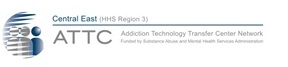 Central East (HHS Region 3)
ATTC Addiction Technology Transfer Center Network
Funded by Substance Abuse and Mental Health Services Administration